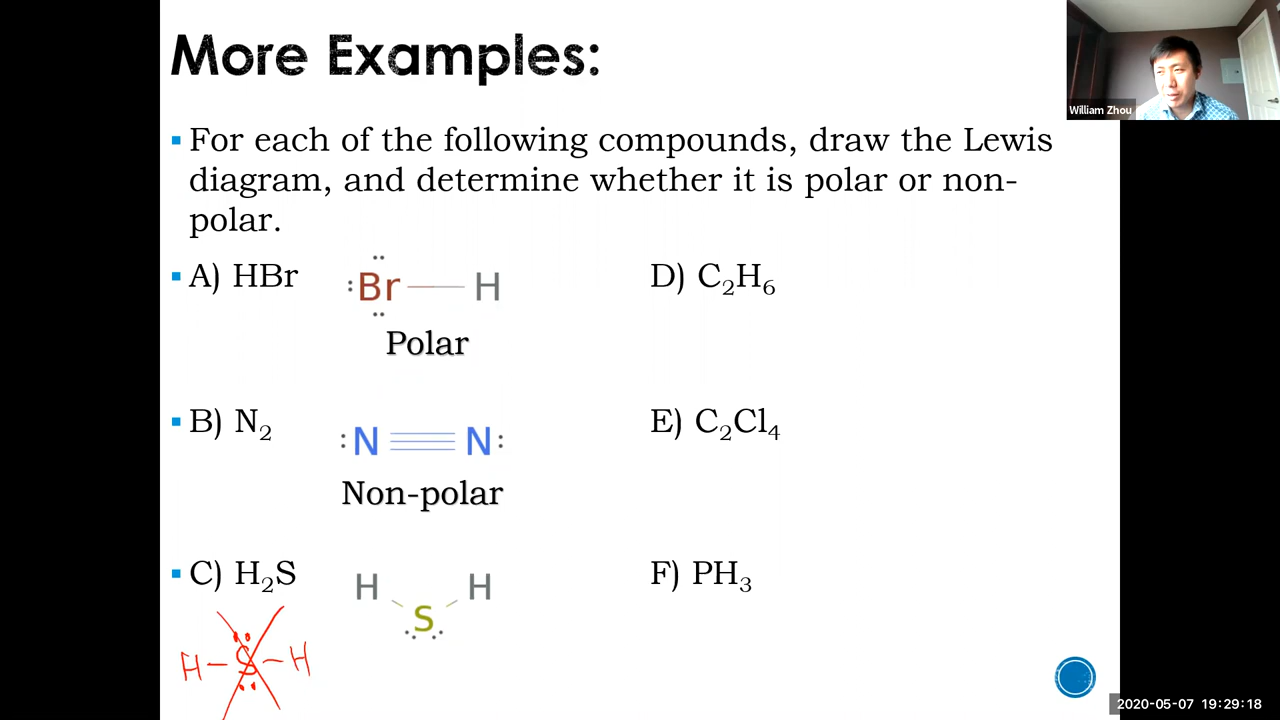 More Examples:
William Zhou
▪ For each of the following compounds, draw the Lewis
diagram, and determine whether it is polar or non-
polar.
▪ A) HBr
:Br — H
Polar
D) C₂H₆
▪ B) N₂
:N ≡ N:
Non-polar
E) C₂Cl₄
▪ C) H₂S
H H
S
F) PH₃
H-S-H
2020-05-07 19:29:18